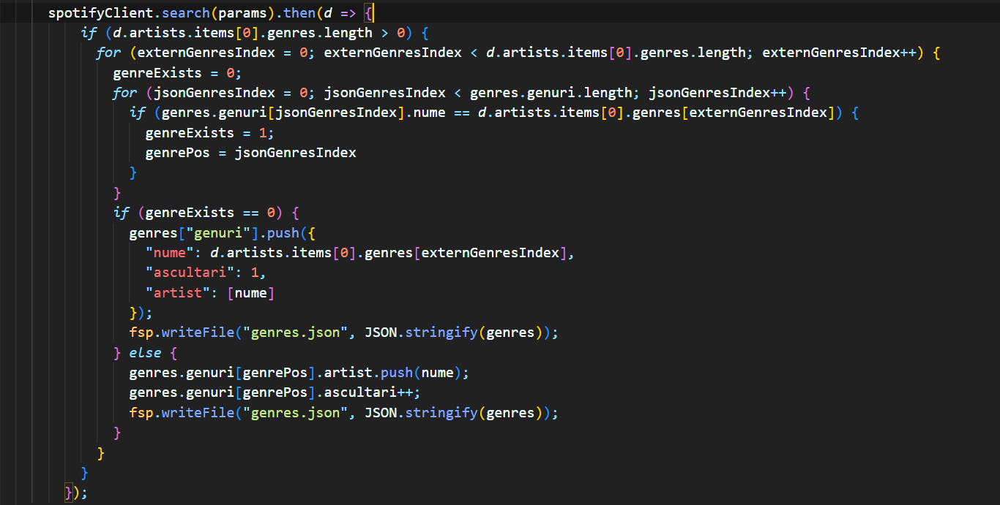 spotifyClient.search(params).then(d => {
if (d.artists.items[0].genres.length > 0) {
for (externGenresIndex = 0; externGenresIndex < d.artists.items[0].genres.length; externGenresIndex++) {
genreExists = 0;
for (jsonGenresIndex = 0; jsonGenresIndex < genres.genuri.length; jsonGenresIndex++) {
if (genres.genuri[jsonGenresIndex].nume == d.artists.items[0].genres[externGenresIndex]) {
genreExists = 1;
genrePos = jsonGenresIndex
}
}
if (genreExists == 0) {
genres["genuri"].push({
"nume": d.artists.items[0].genres[externGenresIndex],
"ascultari": 1,
"artist": [nume]
});
fsp.writeFile("genres.json", JSON.stringify(genres));
} else {
genres.genuri[genrePos].artist.push(nume);
genres.genuri[genrePos].ascultari++;
fsp.writeFile("genres.json", JSON.stringify(genres));
}
}
}
});